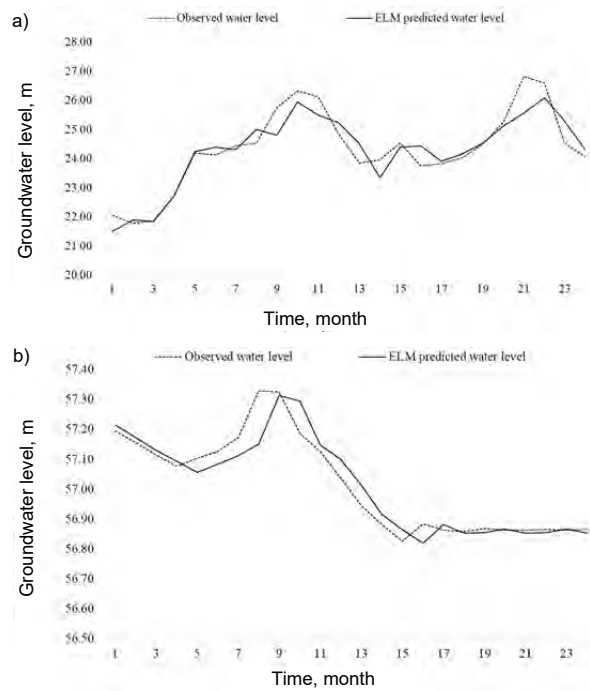 a)
Observed water level ELM predicted water level
28.00
27.00
26.00
25.00
24.00
23.00
22.00
21.00
20.00
Groundwater level, m
1 3 5 7 9 11 13 15 17 19 21 23
Time, month
b)
Observed water level ELM predicted water level
57.40
57.30
57.20
57.10
57.00
56.90
56.80
56.70
56.60
56.50
Groundwater level, m
1 3 5 7 9 11 13 15 17 19 21 23
Time, month